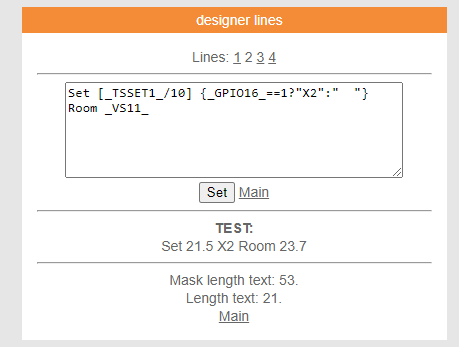 designer lines
Lines: 1 2 3 4
Set [_TSSET1_/10] {_GPIO16_==1?"X2":"  "}
Room _VS11_
Set Main
TEST:
Set 21.5 X2 Room 23.7
Mask length text: 53.
Length text: 21.
Main